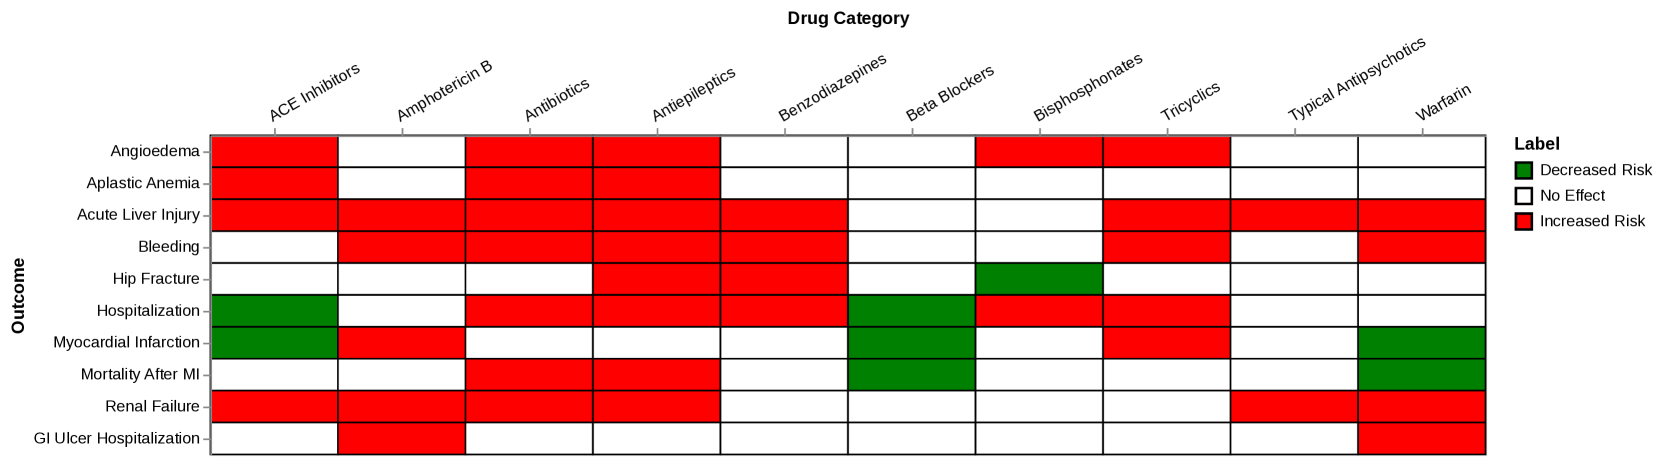 Drug Category
ACE Inhibitors
Amphotericin B
Antibiotics
Antiepileptics
Benzodiazepines
Beta Blockers
Bisphosphonates
Tricyclics
Typical Antipsychotics
Warfarin
Outcome
Angioedema
Aplastic Anemia
Acute Liver Injury
Bleeding
Hip Fracture
Hospitalization
Myocardial Infarction
Mortality After MI
Renal Failure
GI Ulcer Hospitalization
Label
Decreased Risk
No Effect
Increased Risk